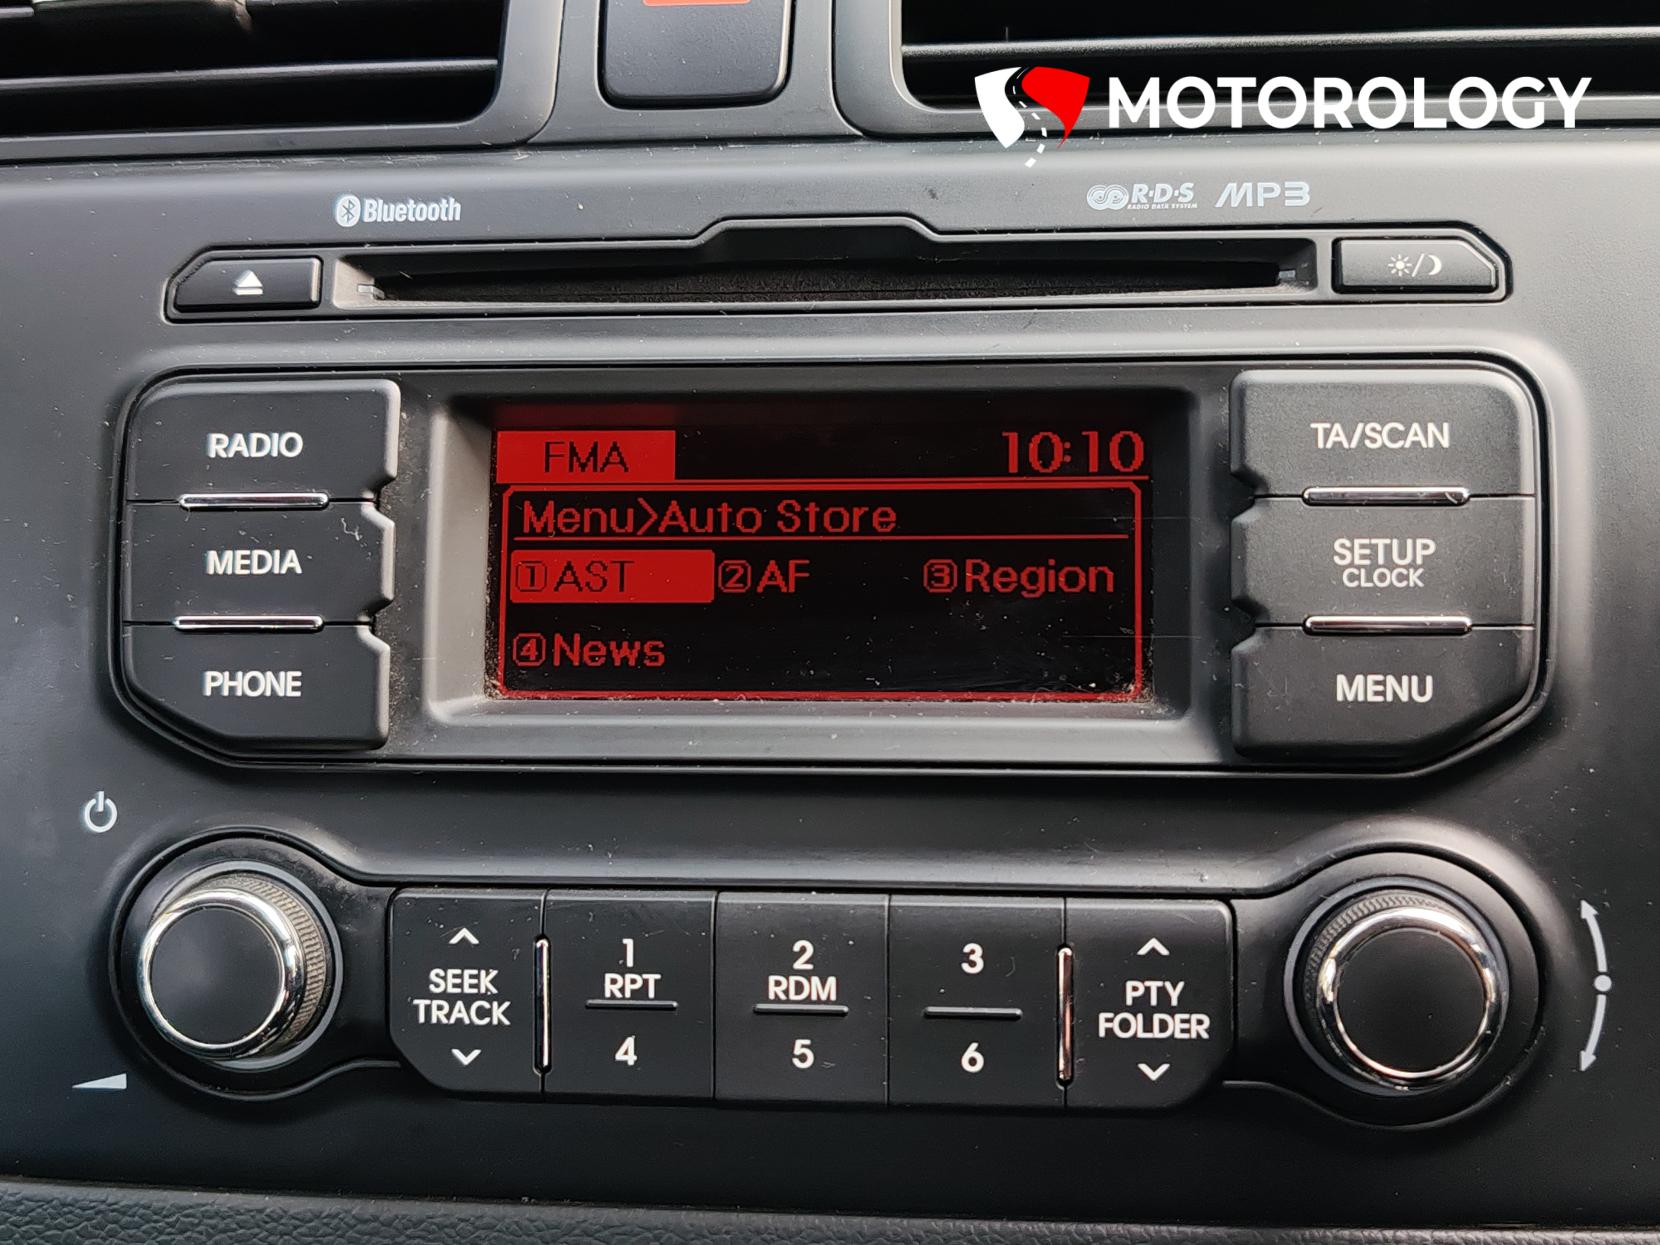 MOTOROLOGY
Bluetooth
R·D·S MP3
RADIO DATA SYSTEM
RADIO
MEDIA
PHONE
FMA 10:10
Menu>Auto Store
①AST ②AF ③Region
④News
TA/SCAN
SETUP
CLOCK
MENU
SEEK
TRACK
1
RPT
4
2
RDM
5
3
6
PTY
FOLDER